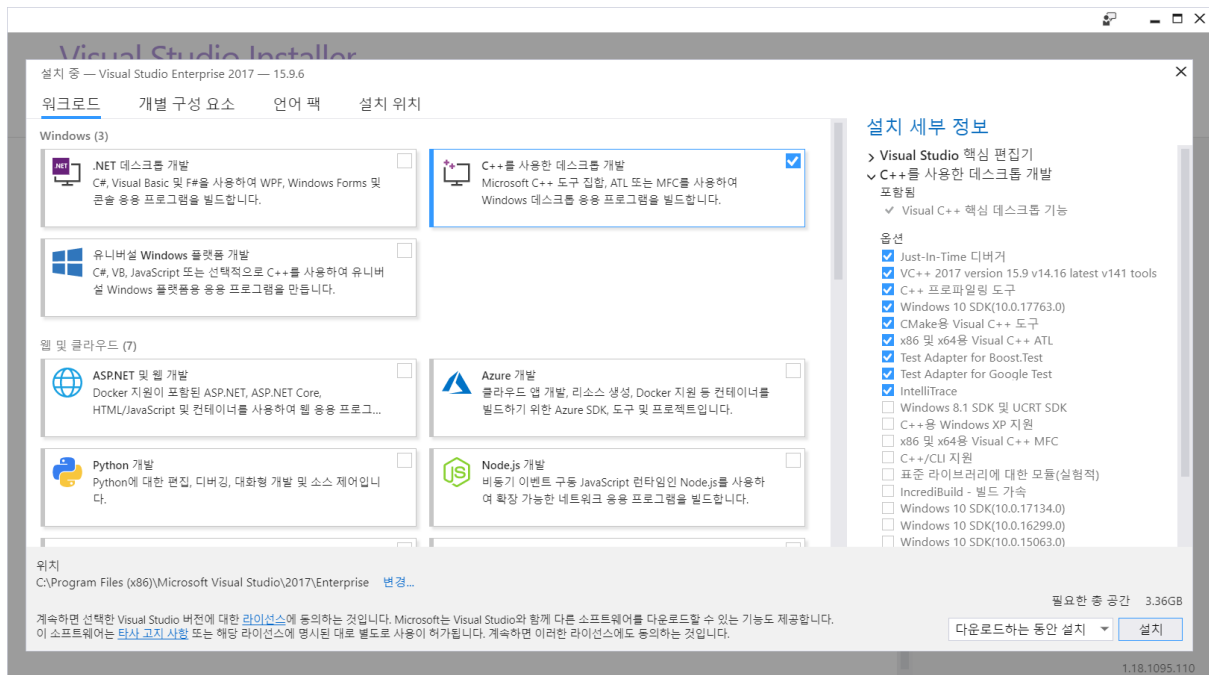 Visual Studio Installer
설치 중 — Visual Studio Enterprise 2017 — 15.9.6
워크로드 개별 구성 요소 언어 팩 설치 위치
Windows (3)
.NET
.NET 데스크톱 개발
C#, Visual Basic 및 F#을 사용하여 WPF, Windows Forms 및
콘솔 응용 프로그램을 빌드합니다.
C++를 사용한 데스크톱 개발
Microsoft C++ 도구 집합, ATL 또는 MFC를 사용하여
Windows 데스크톱 응용 프로그램을 빌드합니다.
유니버설 Windows 플랫폼 개발
C#, VB, JavaScript 또는 선택적으로 C++를 사용하여 유니버
설 Windows 플랫폼용 응용 프로그램을 만듭니다.
웹 및 클라우드 (7)
ASP.NET 및 웹 개발
Docker 지원이 포함된 ASP.NET, ASP.NET Core,
HTML/JavaScript 및 컨테이너를 사용하여 웹 응용 프로그...
Azure 개발
클라우드 앱 개발, 리소스 생성, Docker 지원 등 컨테이너를
빌드하기 위한 Azure SDK, 도구 및 프로젝트입니다.
Python 개발
Python에 대한 편집, 디버깅, 대화형 개발 및 소스 제어입니
다.
JS
Node.js 개발
비동기 이벤트 구동 JavaScript 런타임인 Node.js를 사용하
여 확장 가능한 네트워크 응용 프로그램을 빌드합니다.
설치 세부 정보
Visual Studio 핵심 편집기
C++를 사용한 데스크톱 개발
포함됨
Visual C++ 핵심 데스크톱 기능
옵션
Just-In-Time 디버거
VC++ 2017 version 15.9 v14.16 latest v141 tools
C++ 프로파일링 도구
Windows 10 SDK(10.0.17763.0)
CMake용 Visual C++ 도구
x86 및 x64용 Visual C++ ATL
Test Adapter for Boost.Test
Test Adapter for Google Test
IntelliTrace
Windows 8.1 SDK 및 UCRT SDK
C++용 Windows XP 지원
x86 및 x64용 Visual C++ MFC
C++/CLI 지원
표준 라이브러리에 대한 모듈(실험적)
IncrediBuild - 빌드 가속
Windows 10 SDK(10.0.17134.0)
Windows 10 SDK(10.0.16299.0)
Windows 10 SDK(10.0.15063.0)
위치
C:\Program Files (x86)\Microsoft Visual Studio\2017\Enterprise 변경...
필요한 총 공간 3.36GB
계속하면 선택한 Visual Studio 버전에 대한 라이선스에 동의하는 것입니다. Microsoft는 Visual Studio와 함께 다른 소프트웨어를 다운로드할 수 있는 기능도 제공합니다.
이 소프트웨어는 타사 고지 사항 또는 해당 라이선스에 명시된 대로 별도로 사용이 허가됩니다. 계속하면 이러한 라이선스에도 동의하는 것입니다.
다운로드하는 동안 설치 설치
1.18.1095.110